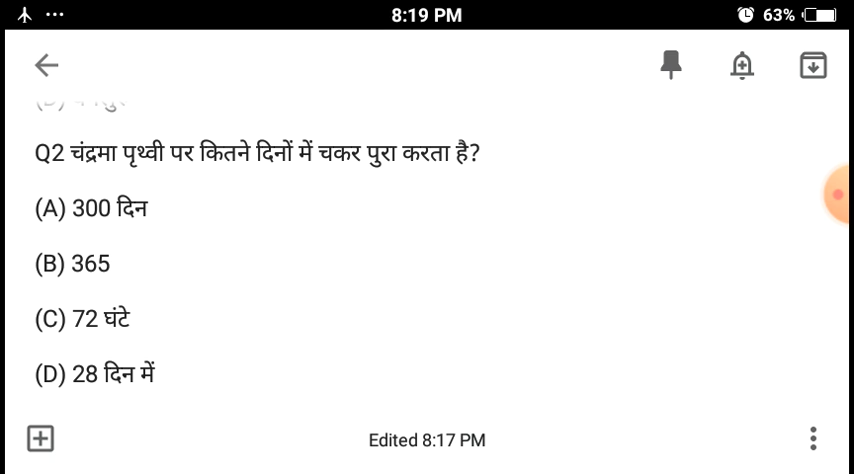 8:19 PM
63%
Q2 चंद्रमा पृथ्वी पर कितने दिनों में चकर पुरा करता है?
(A) 300 दिन
(B) 365
(C) 72 घंटे
(D) 28 दिन में
Edited 8:17 PM